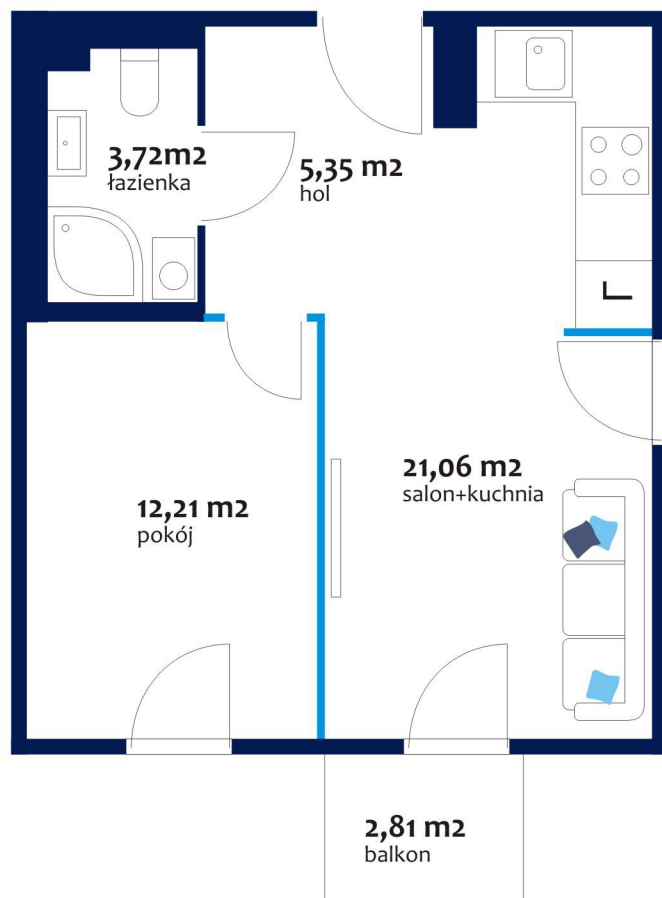 3,72m2
łazienka
5,35 m2
hol
L
21,06 m2
salon+kuchnia
12,21 m2
pokój
2,81 m2
balkon